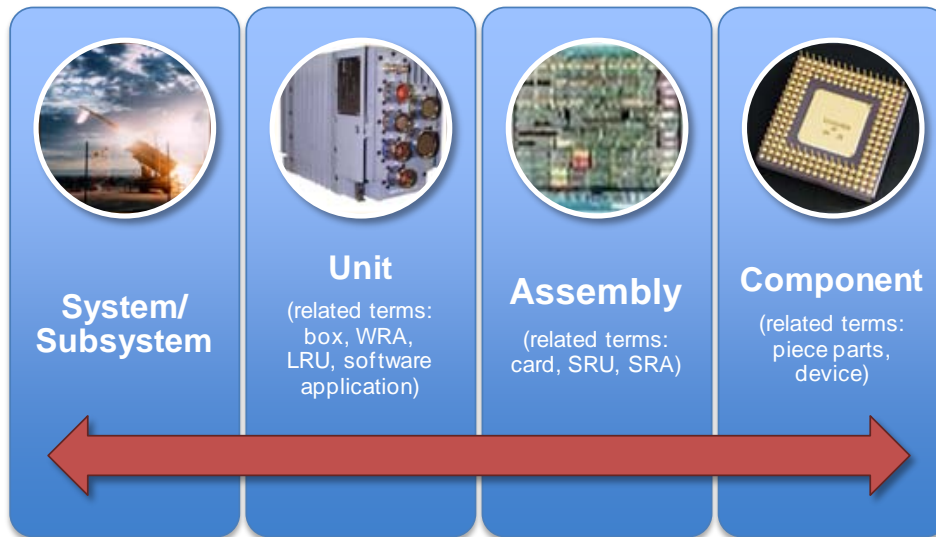 System/
Subsystem
Unit
(related terms:
box, WRA,
LRU, software
application)
Assembly
(related terms:
card, SRU, SRA)
Component
(related terms:
piece parts,
device)